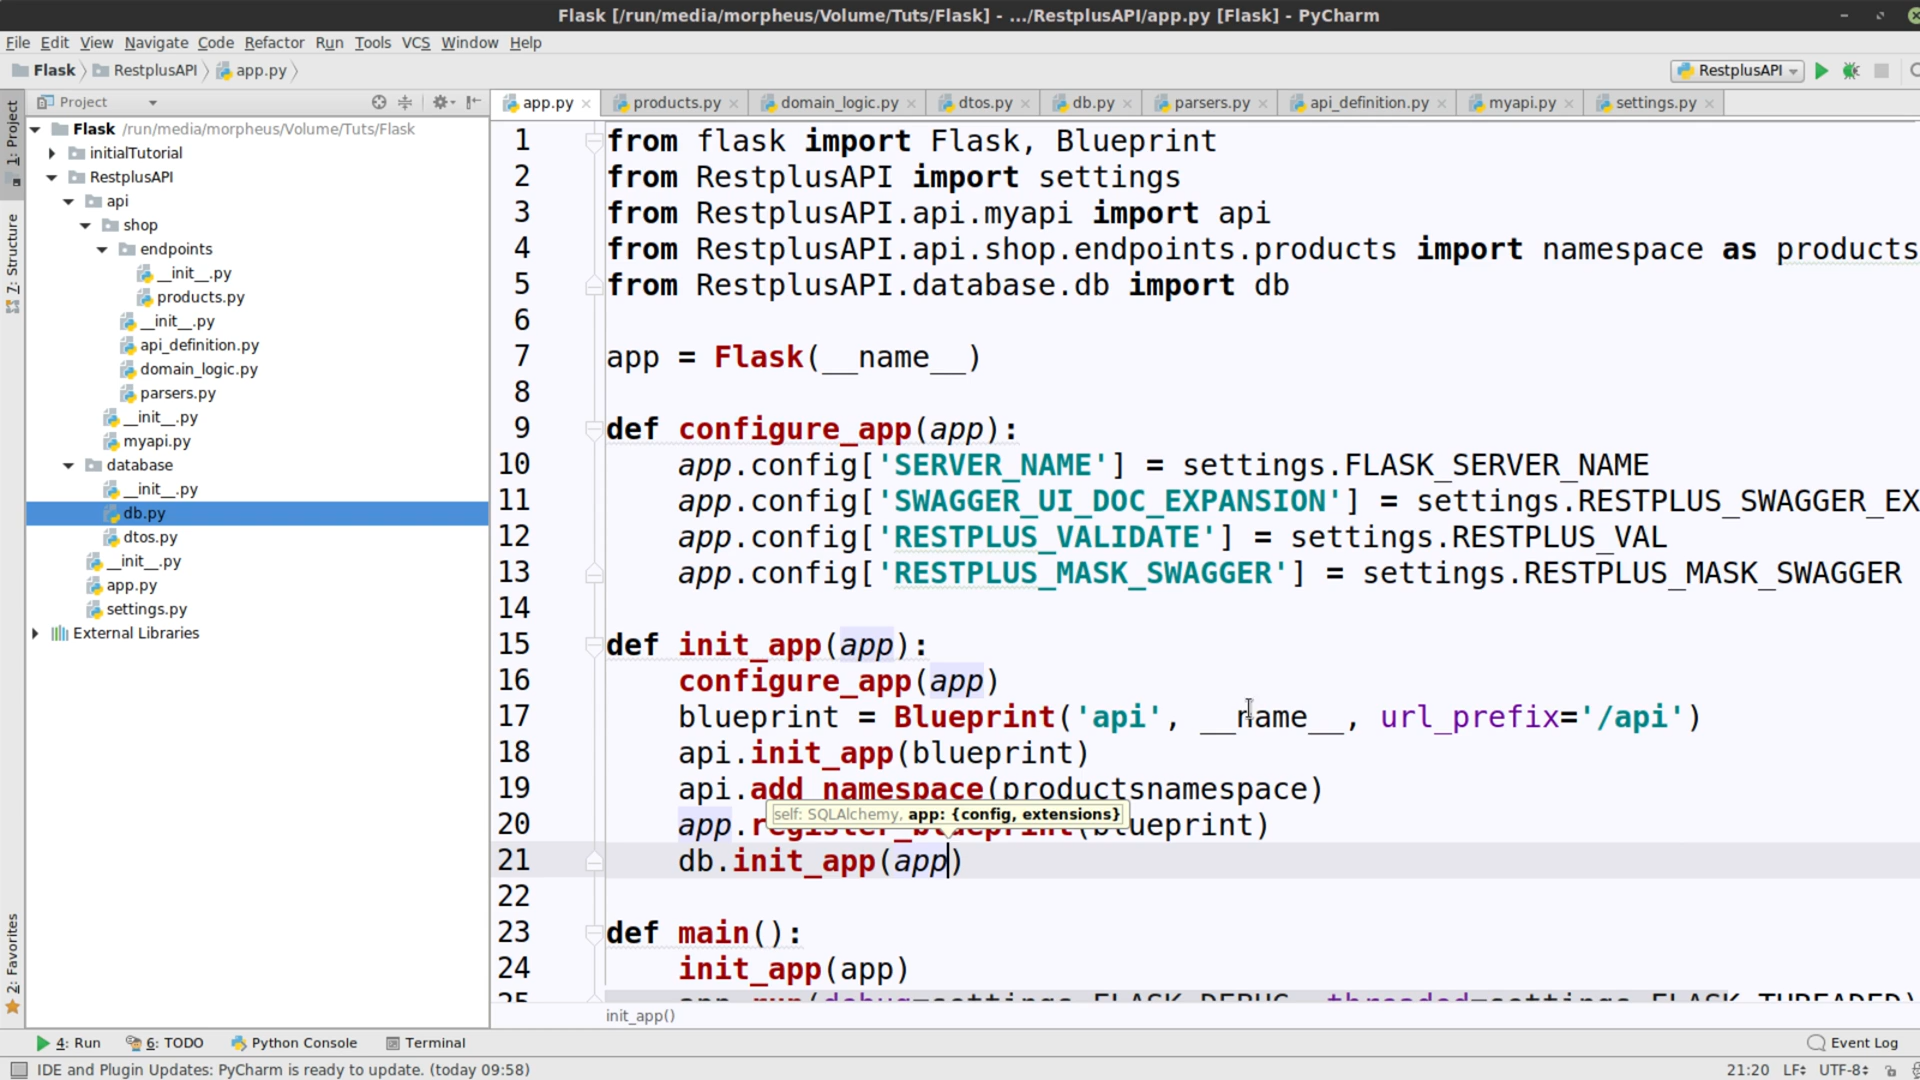 Flask [/run/media/morpheus/Volume/Tuts/Flask] - .../RestplusAPI/app.py [Flask] - PyCharm
File Edit View Navigate Code Refactor Run Tools VCS Window Help
Flask RestplusAPI app.py
RestplusAPI
Project
app.py products.py domain_logic.py dtos.py db.py parsers.py api_definition.py myapi.py settings.py
1: Project
7: Structure
2: Favorites
Flask /run/media/morpheus/Volume/Tuts/Flask
initialTutorial
RestplusAPI
api
shop
endpoints
__init__.py
products.py
__init__.py
api_definition.py
domain_logic.py
parsers.py
__init__.py
myapi.py
database
__init__.py
db.py
dtos.py
__init__.py
app.py
settings.py
External Libraries
1 from flask import Flask, Blueprint
2 from RestplusAPI import settings
3 from RestplusAPI.api.myapi import api
4 from RestplusAPI.api.shop.endpoints.products import namespace as products
5 from RestplusAPI.database.db import db
6
7 app = Flask(__name__)
8
9 def configure_app(app):
10 app.config['SERVER_NAME'] = settings.FLASK_SERVER_NAME
11 app.config['SWAGGER_UI_DOC_EXPANSION'] = settings.RESTPLUS_SWAGGER_EX
12 app.config['RESTPLUS_VALIDATE'] = settings.RESTPLUS_VAL
13 app.config['RESTPLUS_MASK_SWAGGER'] = settings.RESTPLUS_MASK_SWAGGER
14
15 def init_app(app):
16 configure_app(app)
17 blueprint = Blueprint('api', __name__, url_prefix='/api')
18 api.init_app(blueprint)
19 api.add_namespace(productsnamespace)
self: SQLAlchemy, app: {config, extensions}
20 app.register_blueprint(blueprint)
21 db.init_app(app)
22
23 def main():
24 init_app(app)
25 app.run(debug=settings.FLASK_DEBUG, threaded=settings.FLASK_THREADED)
init_app()
4: Run 6: TODO Python Console Terminal Event Log
IDE and Plugin Updates: PyCharm is ready to update. (today 09:58) 21:20 LF UTF-8